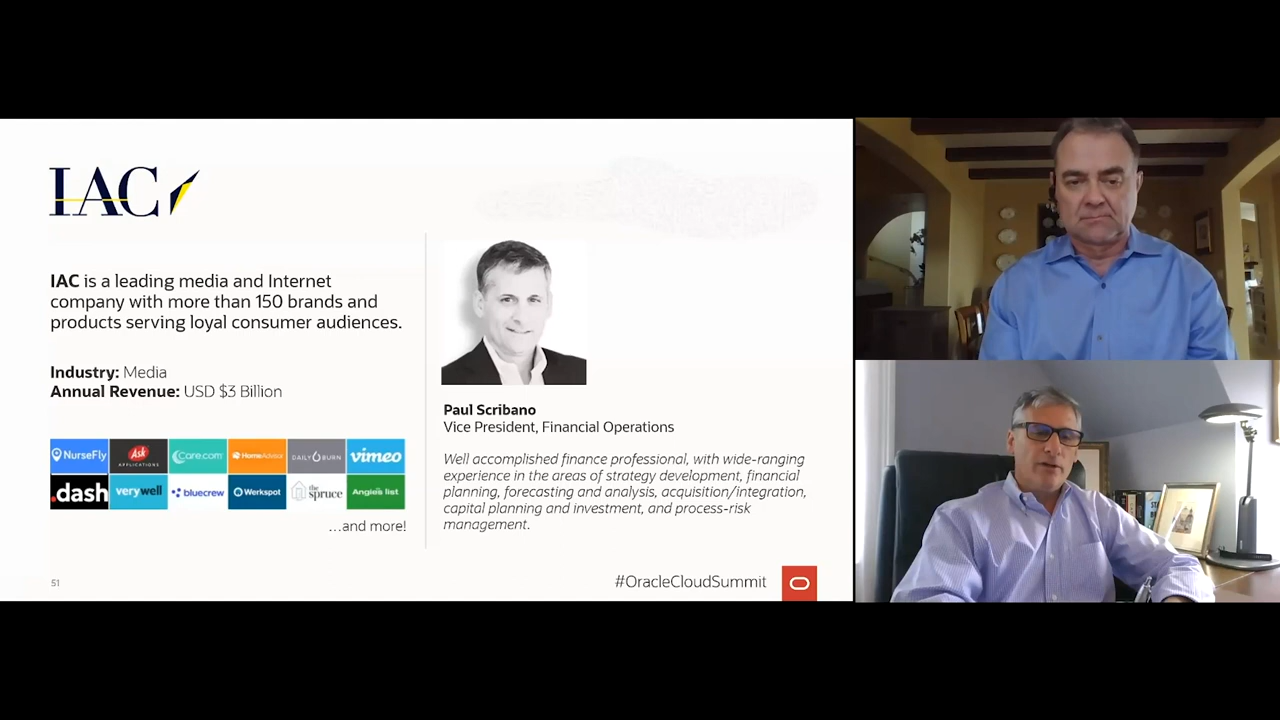 IAC
IAC is a leading media and Internet
company with more than 150 brands and
products serving loyal consumer audiences.
Industry: Media
Annual Revenue: USD $3 Billion
NurseFly
Ask
APPLICATIONS
Care.com
HomeAdvisor
DAILY BURN
vimeo
.dash
verywell
bluecrew
Werkspot
the
spruce
Angie's list
...and more!
Paul Scribano
Vice President, Financial Operations
Well accomplished finance professional, with wide-ranging
experience in the areas of strategy development, financial
planning, forecasting and analysis, acquisition/integration,
capital planning and investment, and process-risk
management.
51
#OracleCloudSummit